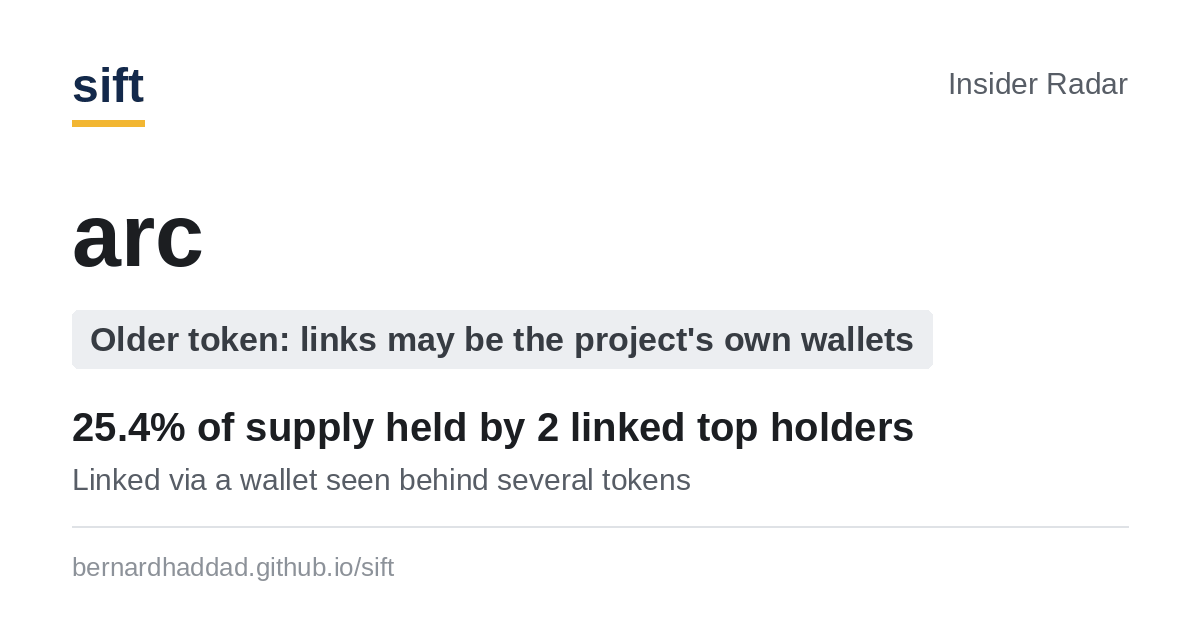 sift
Insider Radar
arc
Older token: links may be the project's own wallets
25.4% of supply held by 2 linked top holders
Linked via a wallet seen behind several tokens
bernardhaddad.github.io/sift